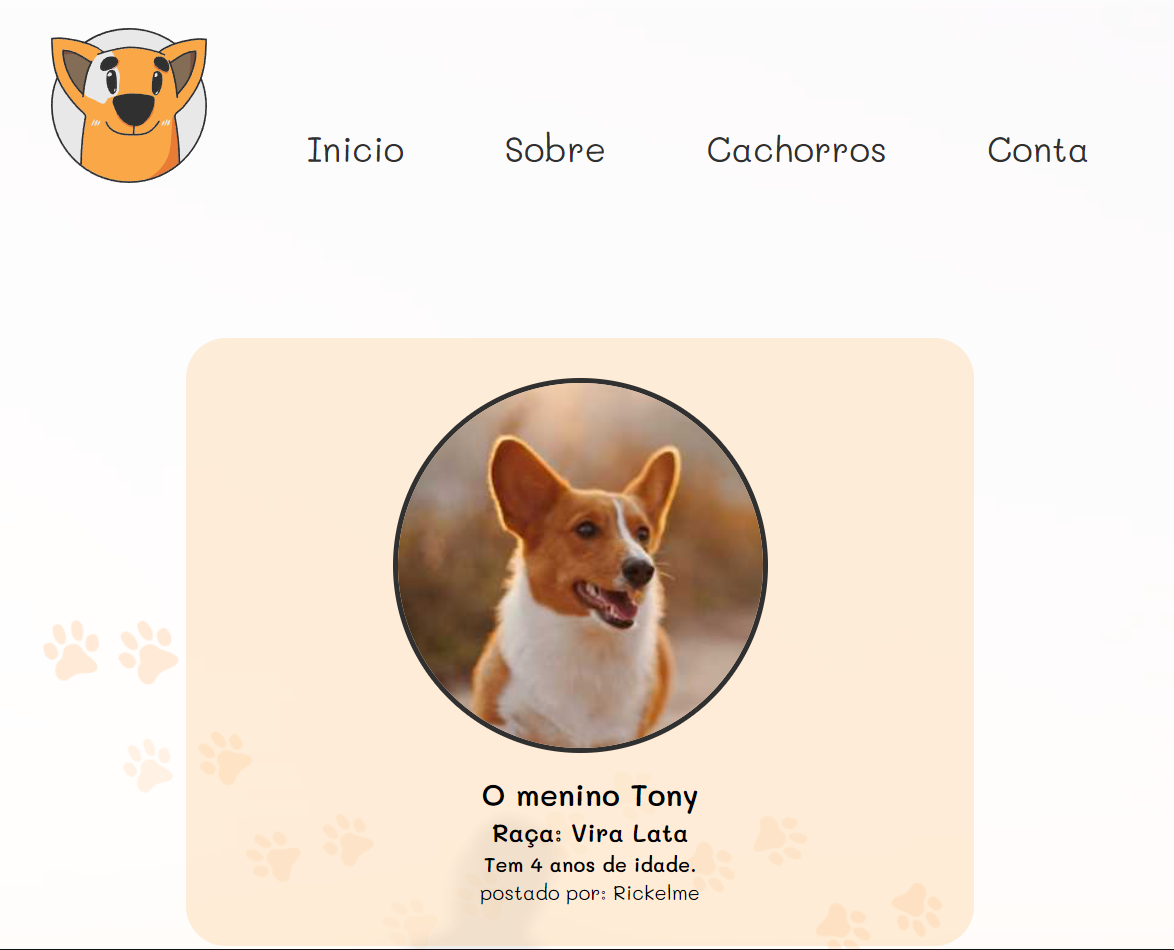 Inicio Sobre Cachorros Conta
O menino Tony
Raça: Vira Lata
Tem 4 anos de idade.
postado por: Rickelme